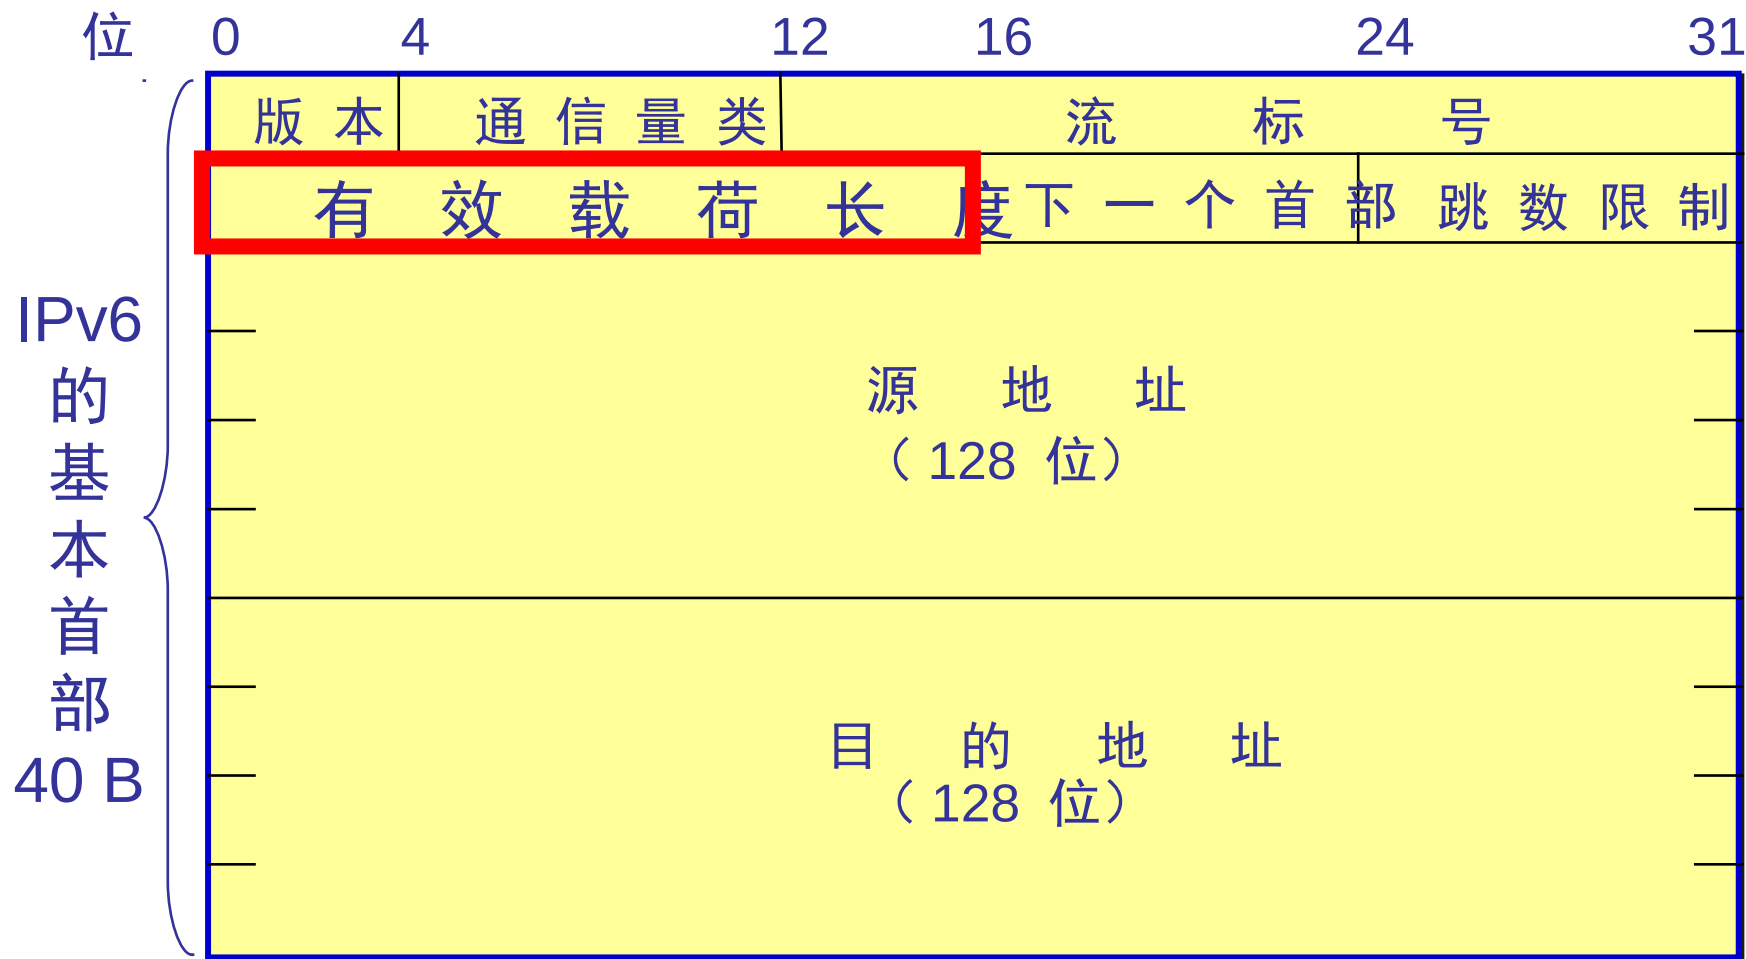 位 0 4 12 16 24 31
版本 通信量类 流标号
有效载荷长度 下一个首部 跳数限制
IPv6
的
基
本
首
部
40 B
源地址
（128 位）
目的地址
（128 位）